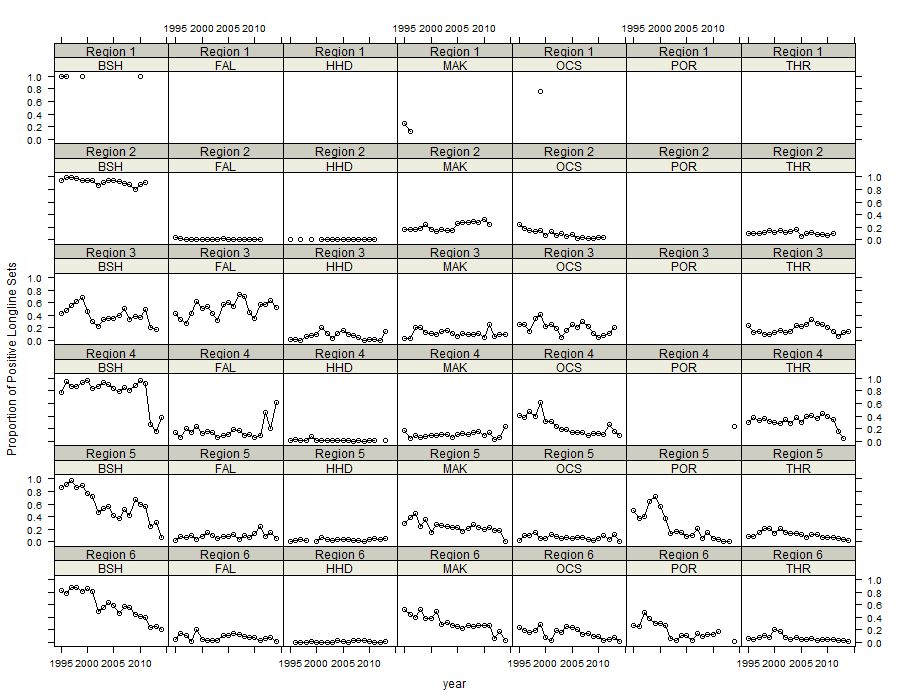 1995 2000 2005 2010 1995 2000 2005 2010 1995 2000 2005 2010
Region 1 Region 1 Region 1 Region 1 Region 1 Region 1 Region 1
BSH FAL HHD MAK OCS POR THR
1.0
0.8
0.6
0.4
0.2
0.0
Region 2 Region 2 Region 2 Region 2 Region 2 Region 2 Region 2
BSH FAL HHD MAK OCS POR THR
1.0
0.8
0.6
0.4
0.2
0.0
Region 3 Region 3 Region 3 Region 3 Region 3 Region 3 Region 3
BSH FAL HHD MAK OCS POR THR
1.0
0.8
0.6
0.4
0.2
0.0
Region 4 Region 4 Region 4 Region 4 Region 4 Region 4 Region 4
BSH FAL HHD MAK OCS POR THR
1.0
0.8
0.6
0.4
0.2
0.0
Region 5 Region 5 Region 5 Region 5 Region 5 Region 5 Region 5
BSH FAL HHD MAK OCS POR THR
1.0
0.8
0.6
0.4
0.2
0.0
Region 6 Region 6 Region 6 Region 6 Region 6 Region 6 Region 6
BSH FAL HHD MAK OCS POR THR
1.0
0.8
0.6
0.4
0.2
0.0
1995 2000 2005 2010 1995 2000 2005 2010 1995 2000 2005 2010 1995 2000 2005 2010
year
Proportion of Positive Longline Sets